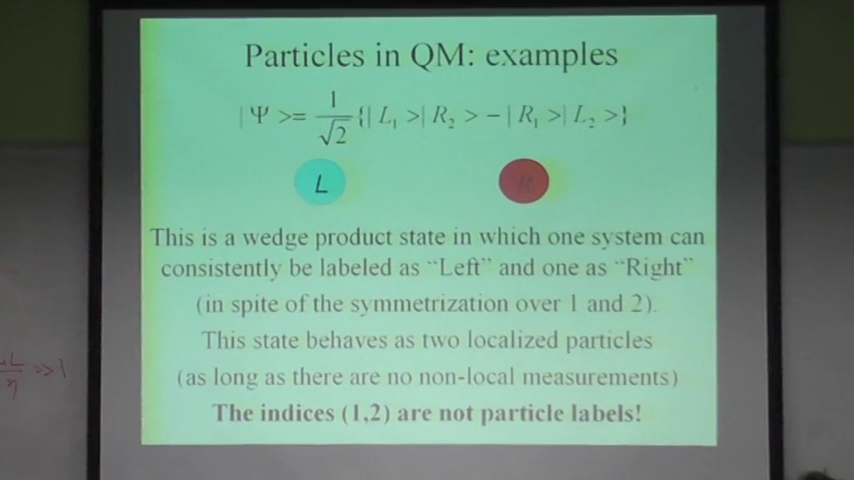 Particles in QM: examples
| Ψ >= 1/√2 {| L₁ >| R₂ > − | R₁ >| L₂ >}
L R
This is a wedge product state in which one system can
consistently be labeled as “Left” and one as “Right”
(in spite of the symmetrization over 1 and 2).
This state behaves as two localized particles
(as long as there are no non-local measurements)
The indices (1,2) are not particle labels!
L/η >>1